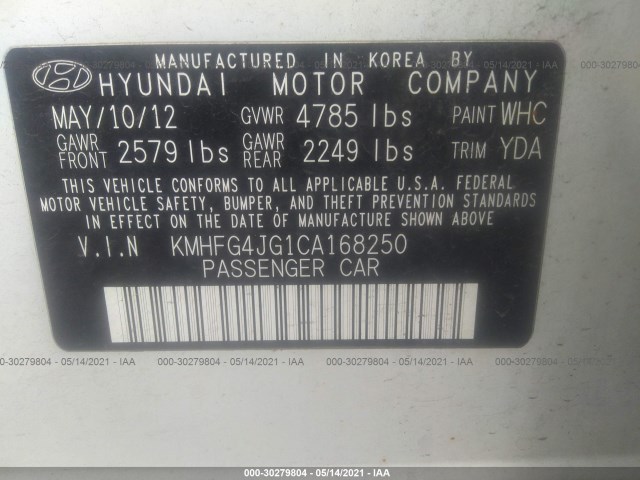 MANUFACTURED IN KOREA BY
HYUNDAI MOTOR COMPANY
MAY/10/12 GVWR 4785 lbs PAINT WHC
GAWR FRONT 2579 lbs GAWR REAR 2249 lbs TRIM YDA
THIS VEHICLE CONFORMS TO ALL APPLICABLE U.S.A. FEDERAL
MOTOR VEHICLE SAFETY, BUMPER, AND THEFT PREVENTION STANDARDS
IN EFFECT ON THE DATE OF MANUFACTURE SHOWN ABOVE
V.I.N KMHFG4JG1CA168250
PASSENGER CAR
000-30279804 - 05/14/2021 - IAA